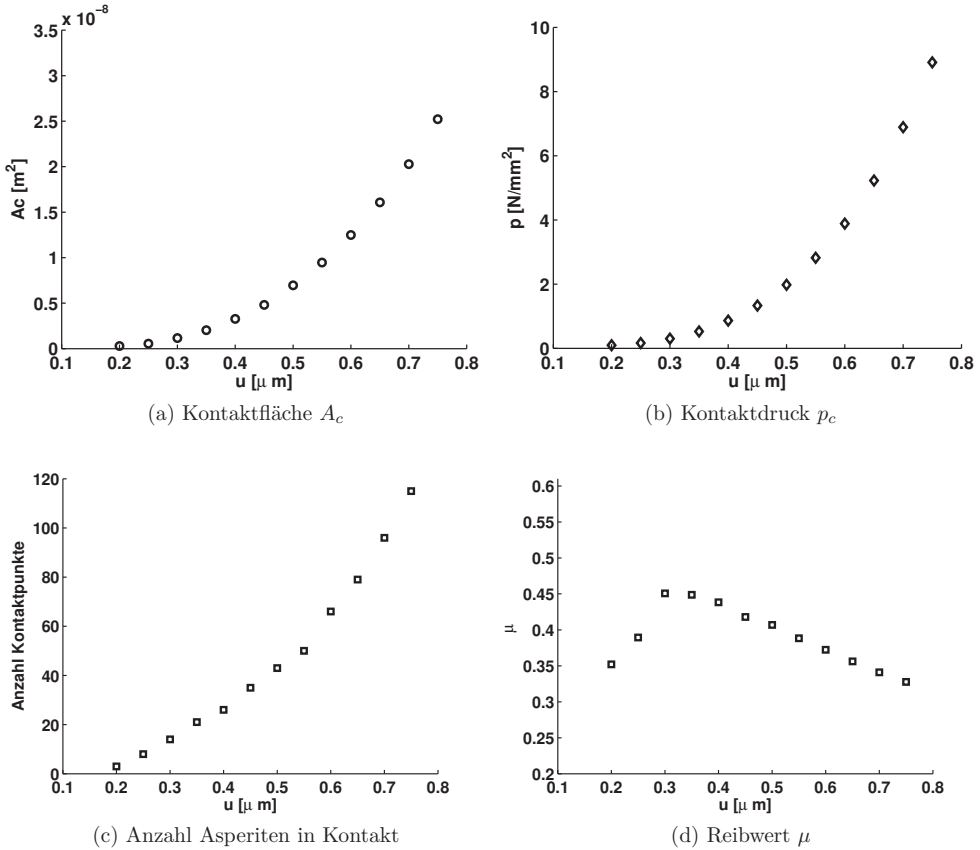 x 10⁻⁸
3.5
3
2.5
2
1.5
1
0.5
0
Ac [m²]
0.1 0.2 0.3 0.4 0.5 0.6 0.7 0.8
u [μ m]
(a) Kontaktfläche A_c
10
8
6
4
2
0
p [N/mm²]
0.1 0.2 0.3 0.4 0.5 0.6 0.7 0.8
u [μ m]
(b) Kontaktdruck p_c
120
100
80
60
40
20
0
Anzahl Kontaktpunkte
0.1 0.2 0.3 0.4 0.5 0.6 0.7 0.8
u [μ m]
(c) Anzahl Asperiten in Kontakt
0.6
0.55
0.5
0.45
0.4
0.35
0.3
0.25
0.2
μ
0.1 0.2 0.3 0.4 0.5 0.6 0.7 0.8
u [μ m]
(d) Reibwert μ